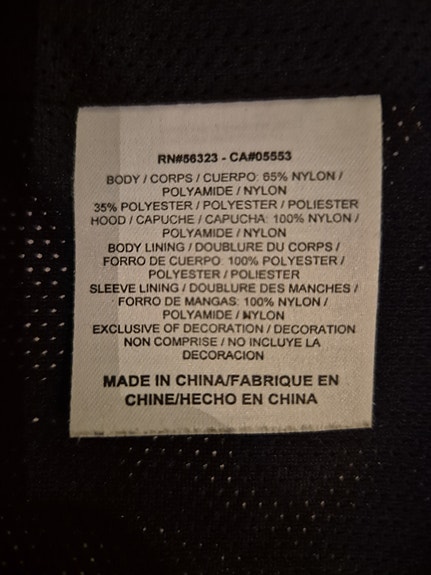 RN#56323 - CA#05553
BODY / CORPS / CUERPO: 65% NYLON /
POLYAMIDE / NYLON
35% POLYESTER / POLYESTER / POLIESTER
HOOD / CAPUCHE / CAPUCHA: 100% NYLON /
POLYAMIDE / NYLON
BODY LINING / DOUBLURE DU CORPS /
FORRO DE CUERPO: 100% POLYESTER /
POLYESTER / POLIESTER
SLEEVE LINING / DOUBLURE DES MANCHES /
FORRO DE MANGAS: 100% NYLON /
POLYAMIDE / NYLON
EXCLUSIVE OF DECORATION / DECORATION
NON COMPRISE / NO INCLUYE LA
DECORACION
MADE IN CHINA/FABRIQUE EN
CHINE/HECHO EN CHINA